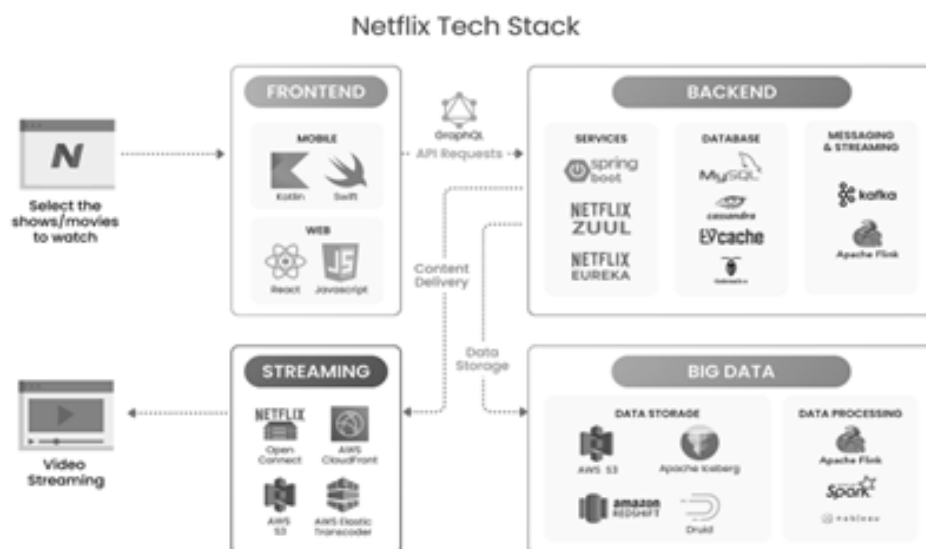 Netflix Tech Stack
FRONTEND
MOBILE
Kotlin
Swift
WEB
React
Javascript
JS
GraphQL
API Requests
BACKEND
SERVICES
spring
boot
NETFLIX
ZUUL
NETFLIX
EUREKA
DATABASE
MySQL
cassandra
EVcache
MESSAGING
& STREAMING
kafka
Apache Flink
N
Select the
shows/movies
to watch
Content
Delivery
Data
Storage
STREAMING
NETFLIX
Open
Connect
AWS
CloudFront
AWS
S3
AWS Elastic
Transcoder
Video
Streaming
BIG DATA
DATA STORAGE
AWS S3
Apache Iceberg
amazon
REDSHIFT
Druid
DATA PROCESSING
Apache Flink
Spark
tableau